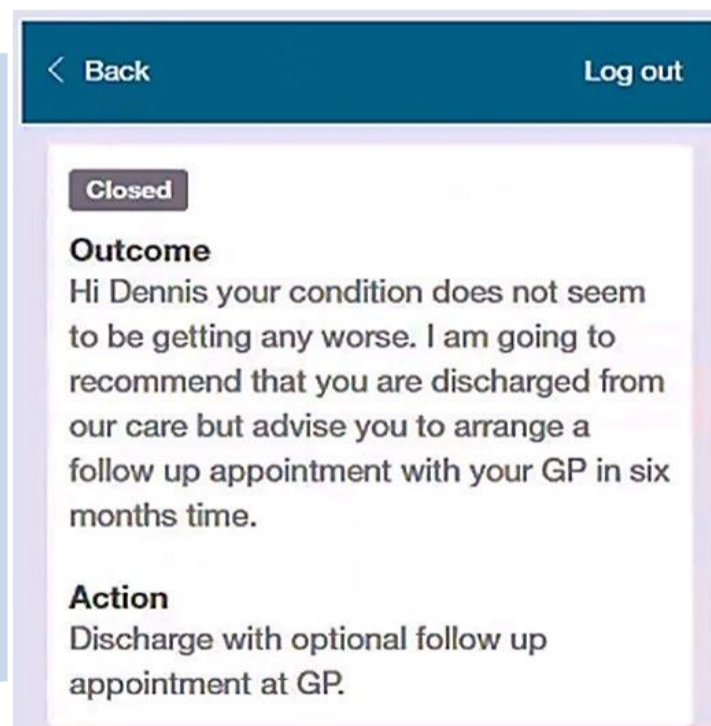 Back
Log out
Closed
Outcome
Hi Dennis your condition does not seem
to be getting any worse. I am going to
recommend that you are discharged from
our care but advise you to arrange a
follow up appointment with your GP in six
months time.
Action
Discharge with optional follow up
appointment at GP.